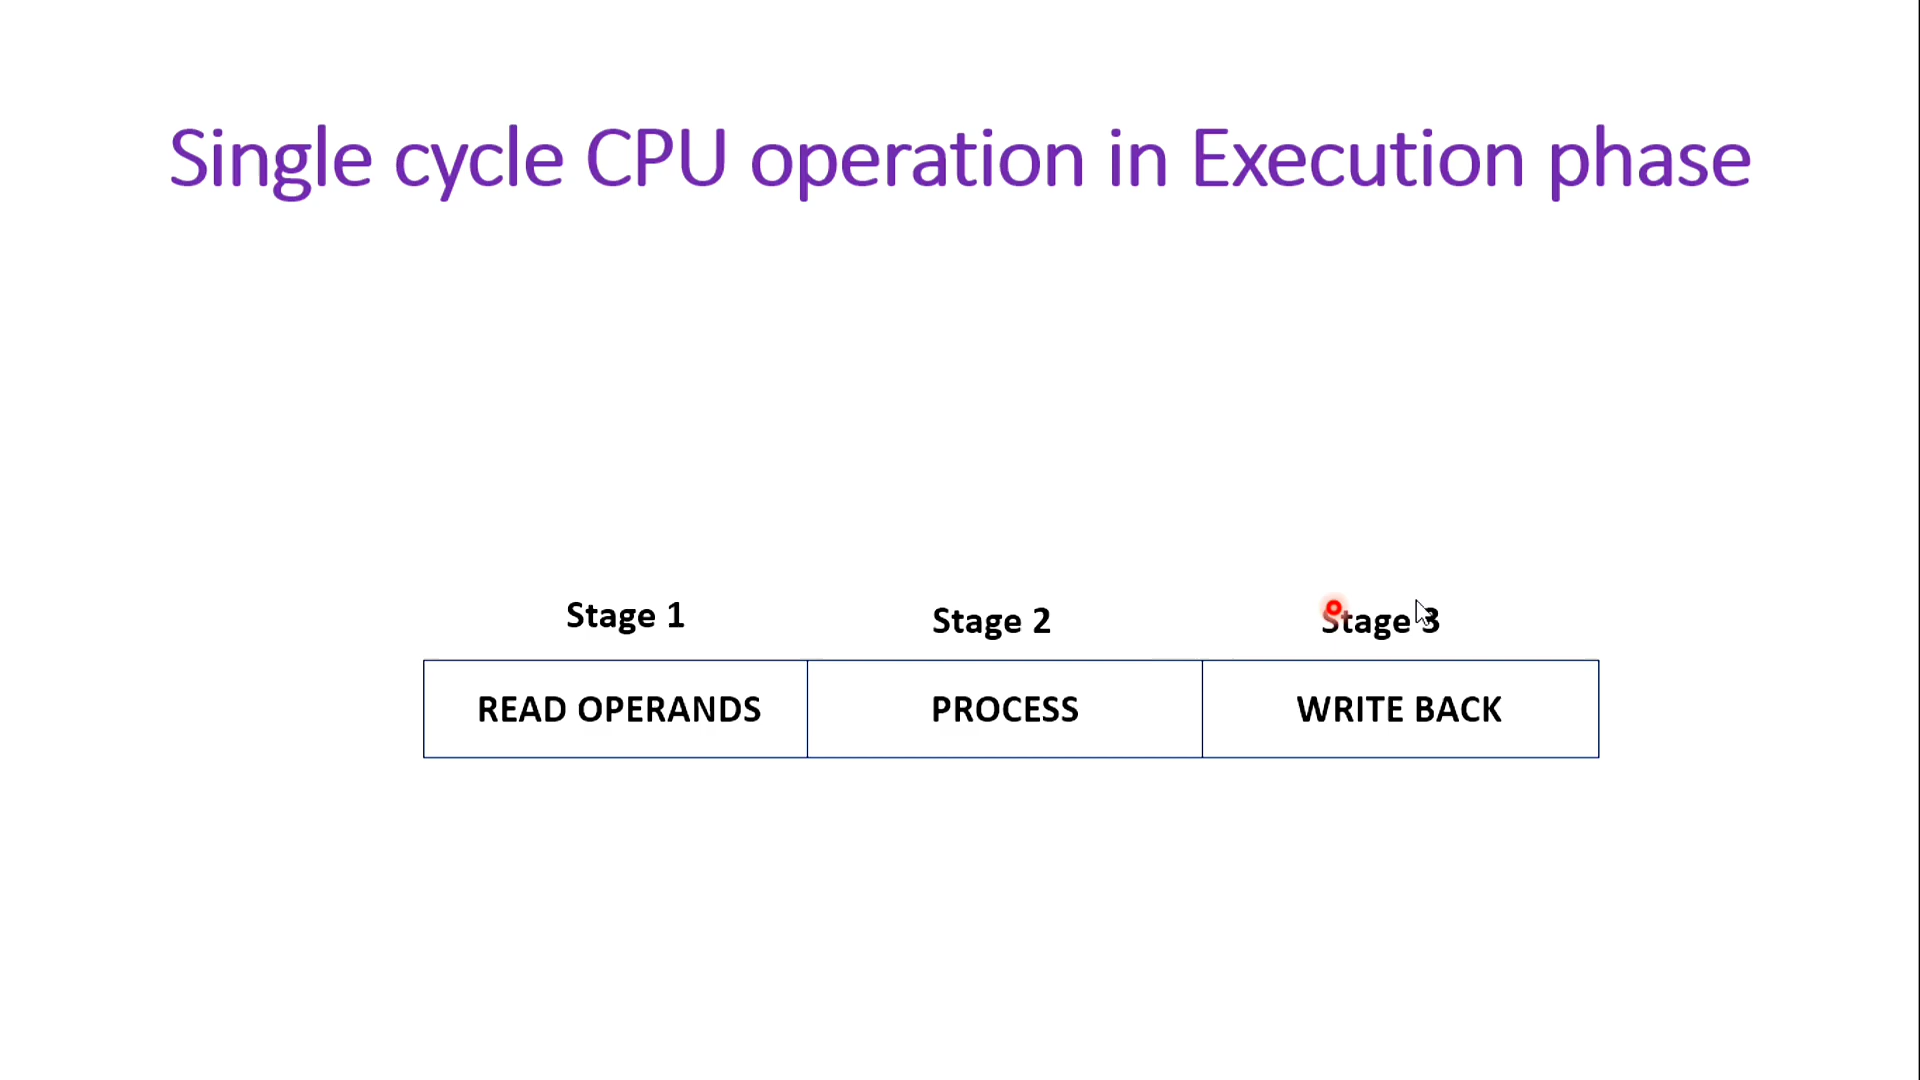 Single cycle CPU operation in Execution phase
Stage 1
Stage 2
Stage 3
READ OPERANDS
PROCESS
WRITE BACK